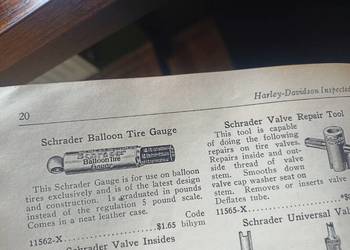 20
Harley-Davidson Inspected
Schrader Balloon Tire Gauge
SCHRADER
Balloon Tire
Gauge
This Schrader Gauge is for use on balloon
tires exclusively and is of the latest design
and construction. Is graduated in pounds
instead of the regulation 5 pound scale.
Comes in a neat leather case.
Code
11562-X
$1.65 bihym
Schrader Valve Insides
Schrader Valve Repair Tool
This tool is capable
of doing the following
repairs on tire valves.
Repairs inside and out-
side thread of valve
stem. Smooths down
valve cap washer seat on
stem. Removes or inserts valve
Deflates tube.
11565-X
Schrader Universal Val